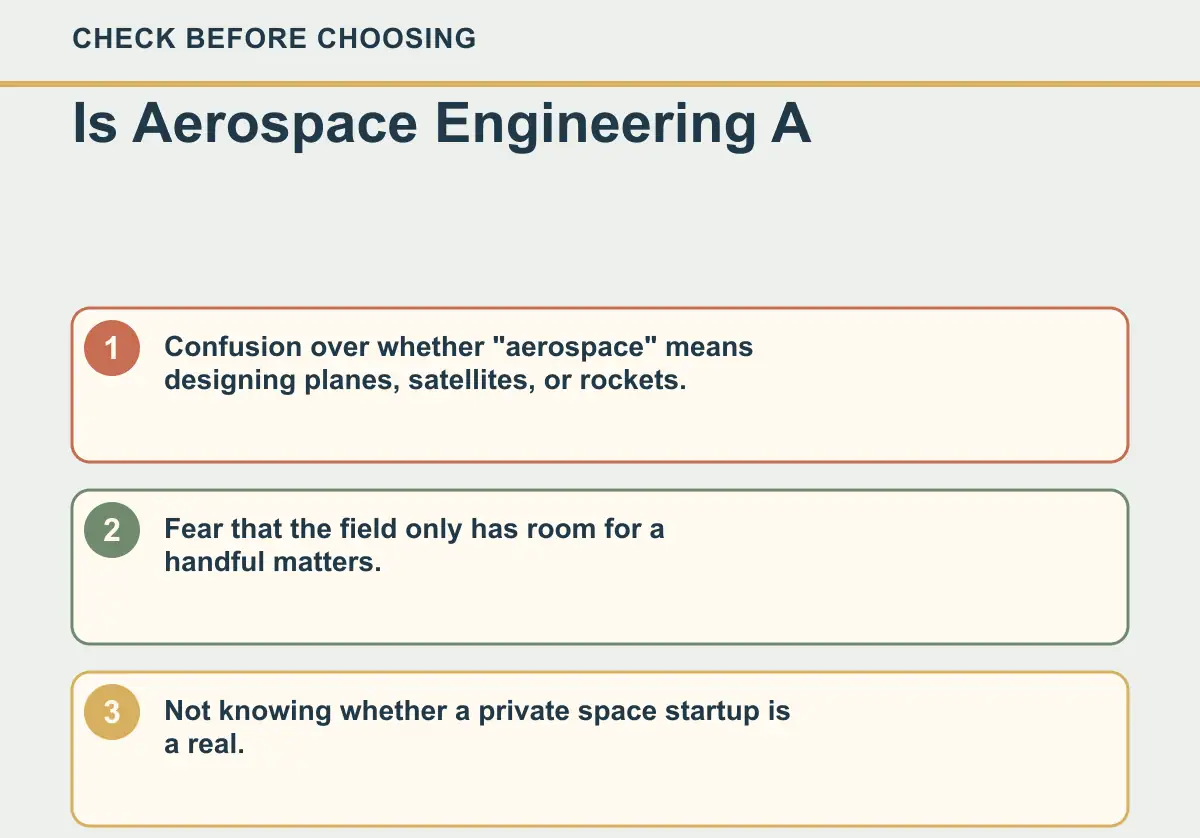 CHECK BEFORE CHOOSING
Is Aerospace Engineering A
1
Confusion over whether "aerospace" means
designing planes, satellites, or rockets.
2
Fear that the field only has room for a
handful matters.
3
Not knowing whether a private space startup is
a real.